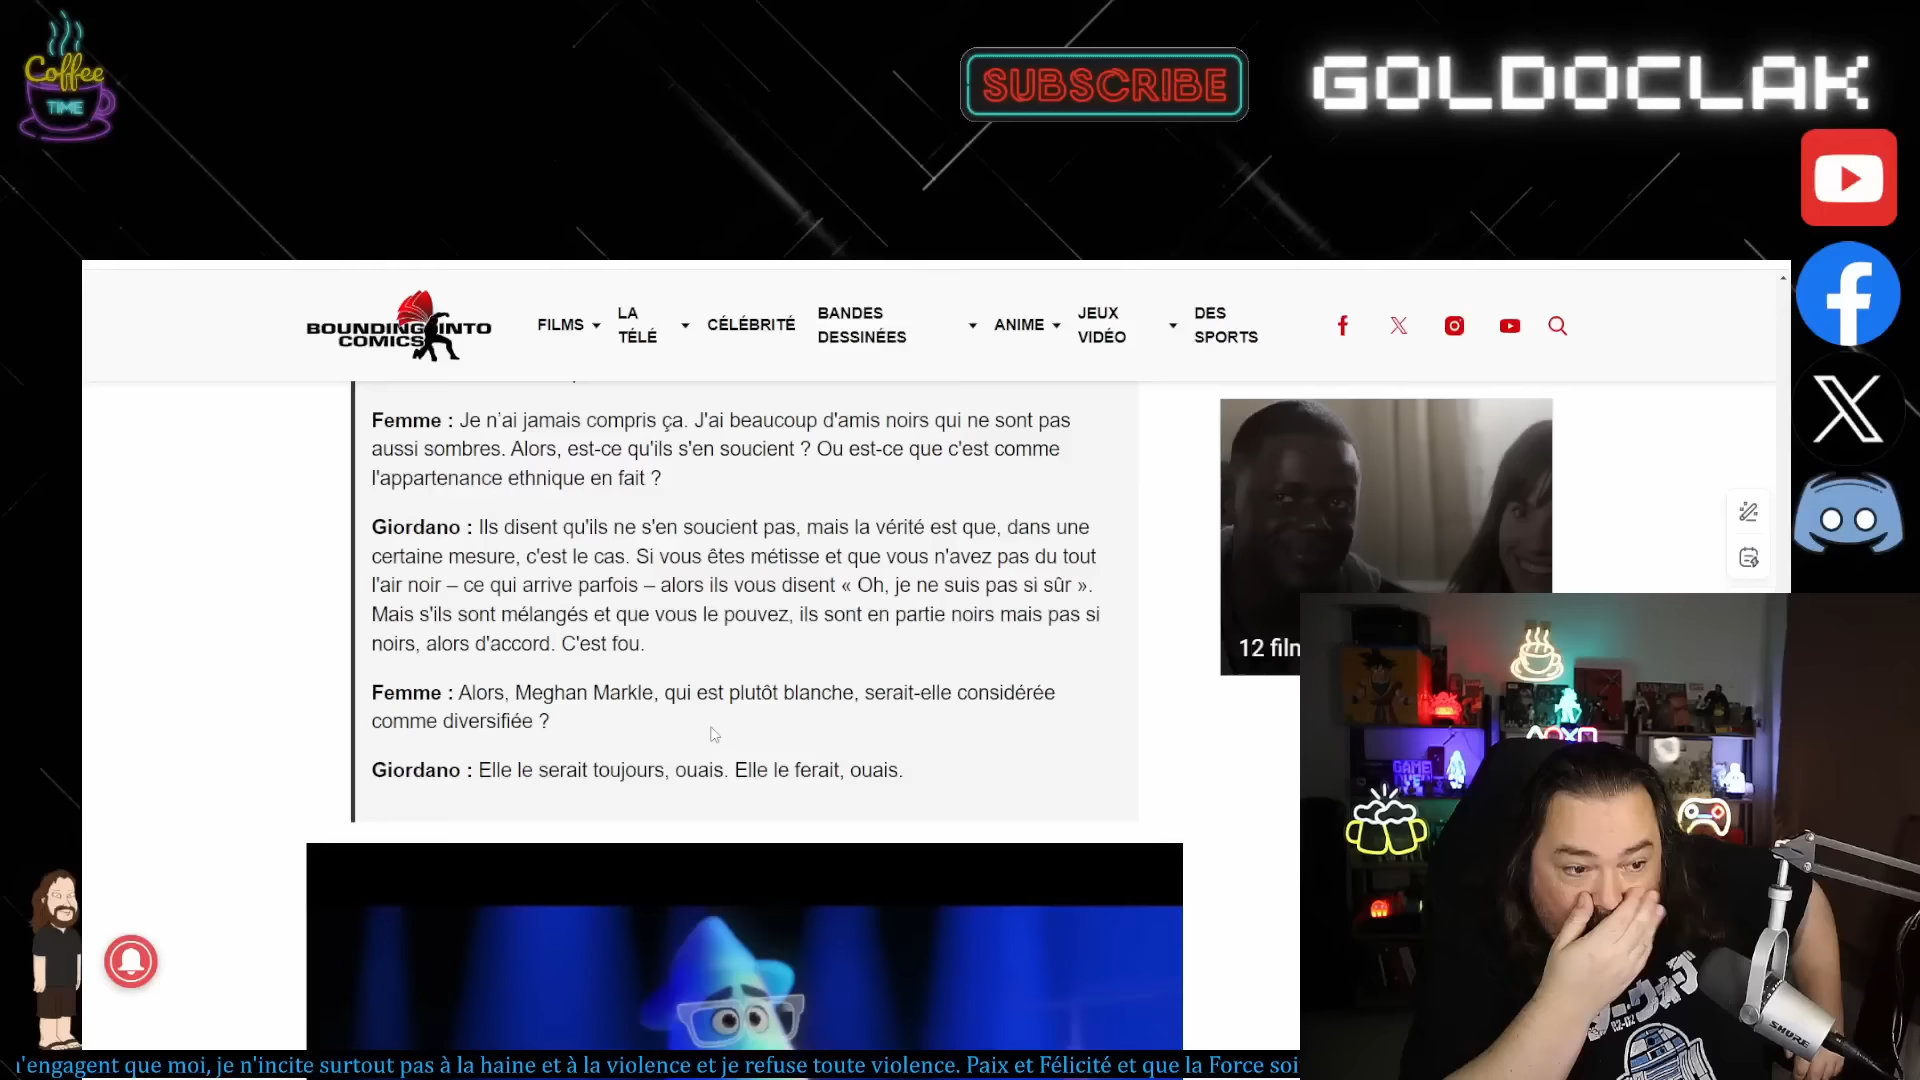 Coffee
TIME
SUBSCRIBE
GOLDOCLAK
BOUNDING INTO
COMICS
FILMS
LA
TÉLÉ
CÉLÉBRITÉ
BANDES
DESSINÉES
ANIME
JEUX
VIDÉO
DES
SPORTS
Femme : Je n’ai jamais compris ça. J'ai beaucoup d'amis noirs qui ne sont pas
aussi sombres. Alors, est-ce qu'ils s'en soucient ? Ou est-ce que c'est comme
l'appartenance ethnique en fait ?
Giordano : Ils disent qu'ils ne s'en soucient pas, mais la vérité est que, dans une
certaine mesure, c'est le cas. Si vous êtes métisse et que vous n'avez pas du tout
l'air noir – ce qui arrive parfois – alors ils vous disent « Oh, je ne suis pas si sûr ».
Mais s'ils sont mélangés et que vous le pouvez, ils sont en partie noirs mais pas si
noirs, alors d'accord. C'est fou.
Femme : Alors, Meghan Markle, qui est plutôt blanche, serait-elle considérée
comme diversifiée ?
Giordano : Elle le serait toujours, ouais. Elle le ferait, ouais.
12 film
GAME
OVER
SHURE
R2-D2
n'engagent que moi, je n'incite surtout pas à la haine et à la violence et je refuse toute violence. Paix et Félicité et que la Force soi